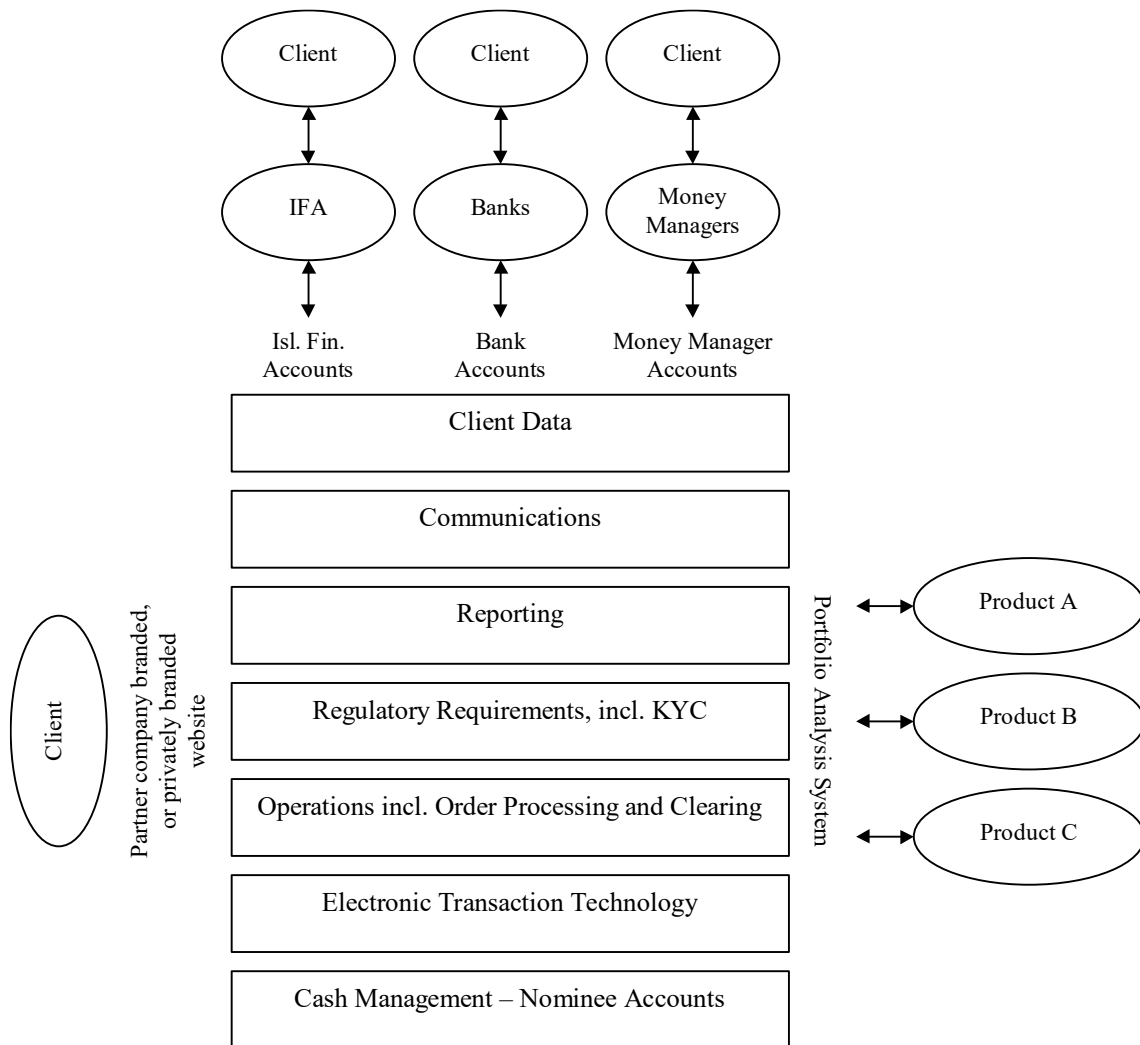 Client
Client
Client
IFA
Banks
Money
Managers
Isl. Fin.
Accounts
Bank
Accounts
Money Manager
Accounts
Client Data
Communications
Reporting
Regulatory Requirements, incl. KYC
Operations incl. Order Processing and Clearing
Electronic Transaction Technology
Cash Management – Nominee Accounts
Client
Partner company branded,
or privately branded
website
Portfolio Analysis System
Product A
Product B
Product C